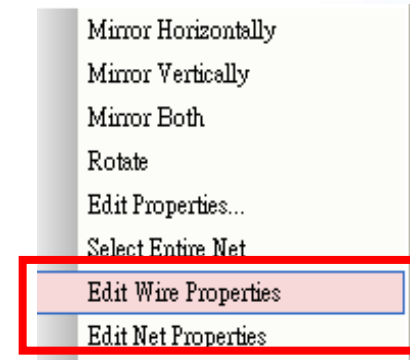 Mirror Horizontally
Mirror Vertically
Mirror Both
Rotate
Edit Properties...
Select Entire Net
Edit Wire Properties
Edit Net Properties